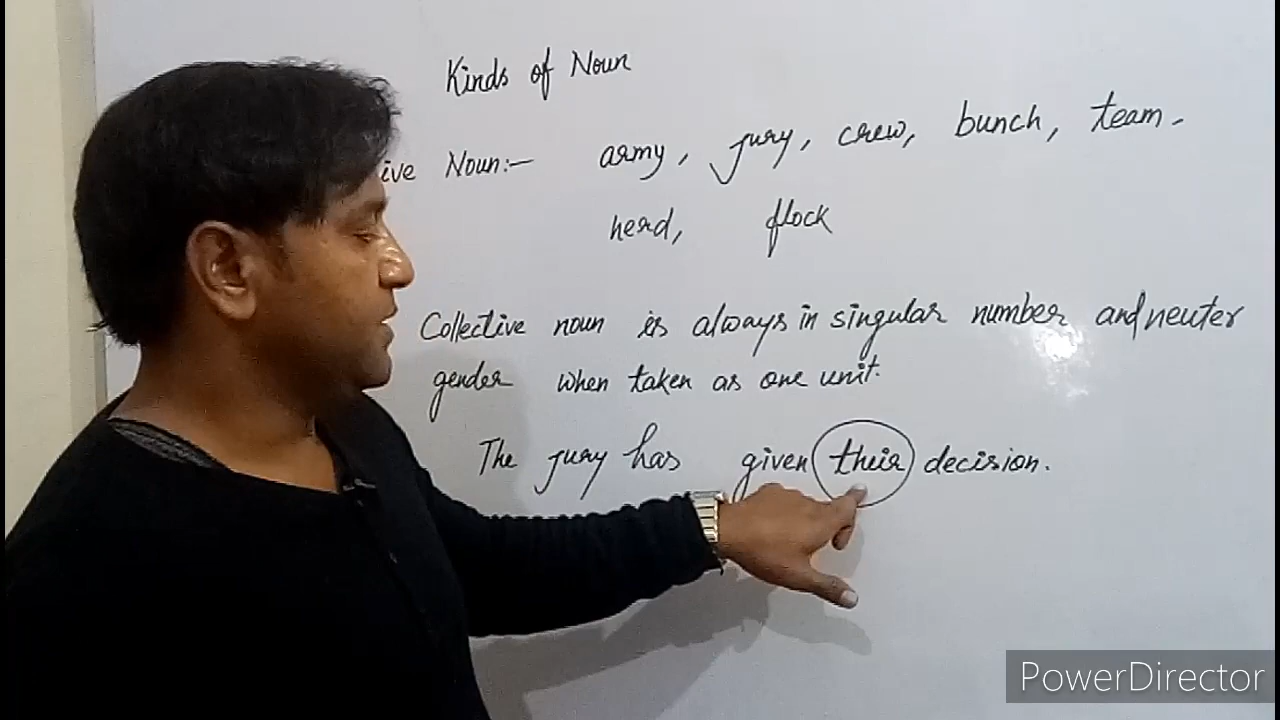 Kinds of Noun
ive Noun:- army, jury, crew, bunch, team,
herd, flock
Collective noun is always in singular number and neuter
gender when taken as one unit.
The jury has given their decision.
PowerDirector